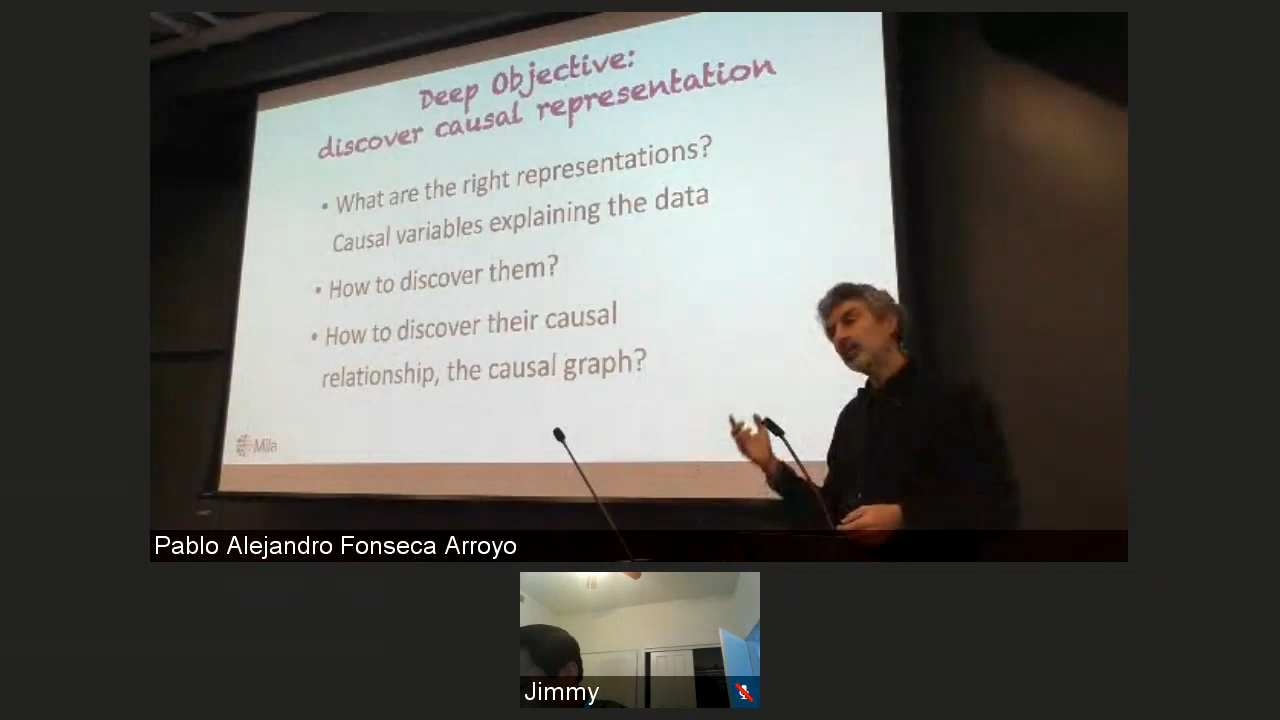 Deep Objective:
discover causal representation
• What are the right representations?
Causal variables explaining the data
• How to discover them?
• How to discover their causal
relationship, the causal graph?
Mila
Pablo Alejandro Fonseca Arroyo
Jimmy